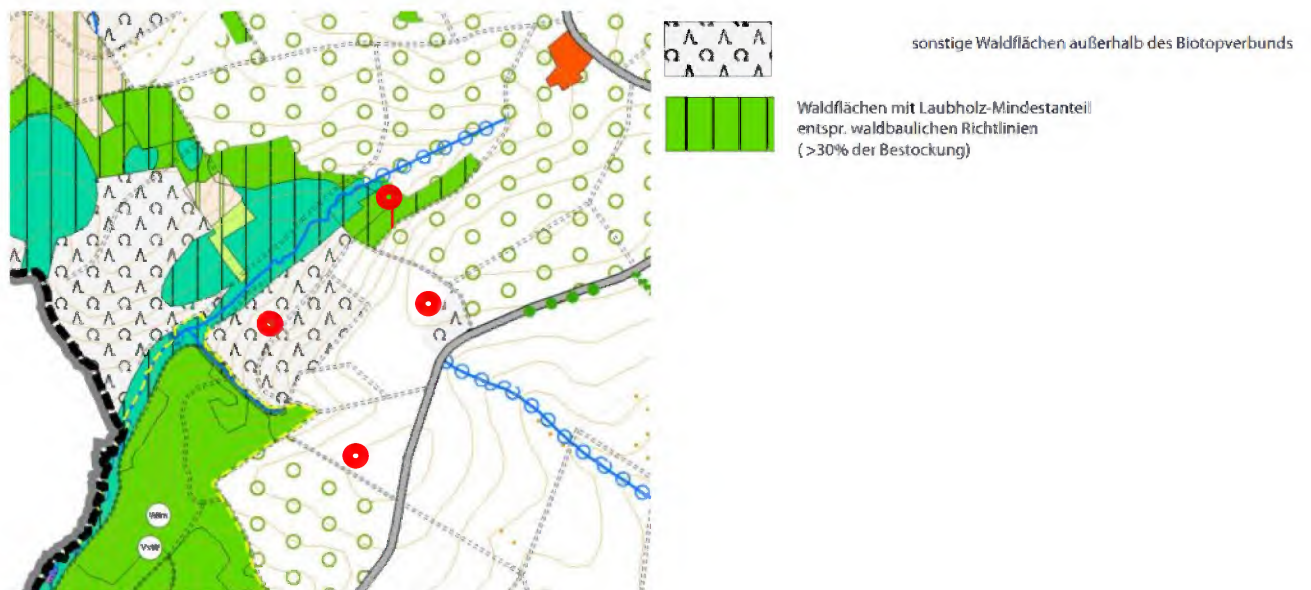 sonstige Waldflächen außerhalb des Biotopverbunds
Waldflächen mit Laubholz-Mindestanteil
entspr. waldbaulichen Richtlinien
( >30% der Bestockung)